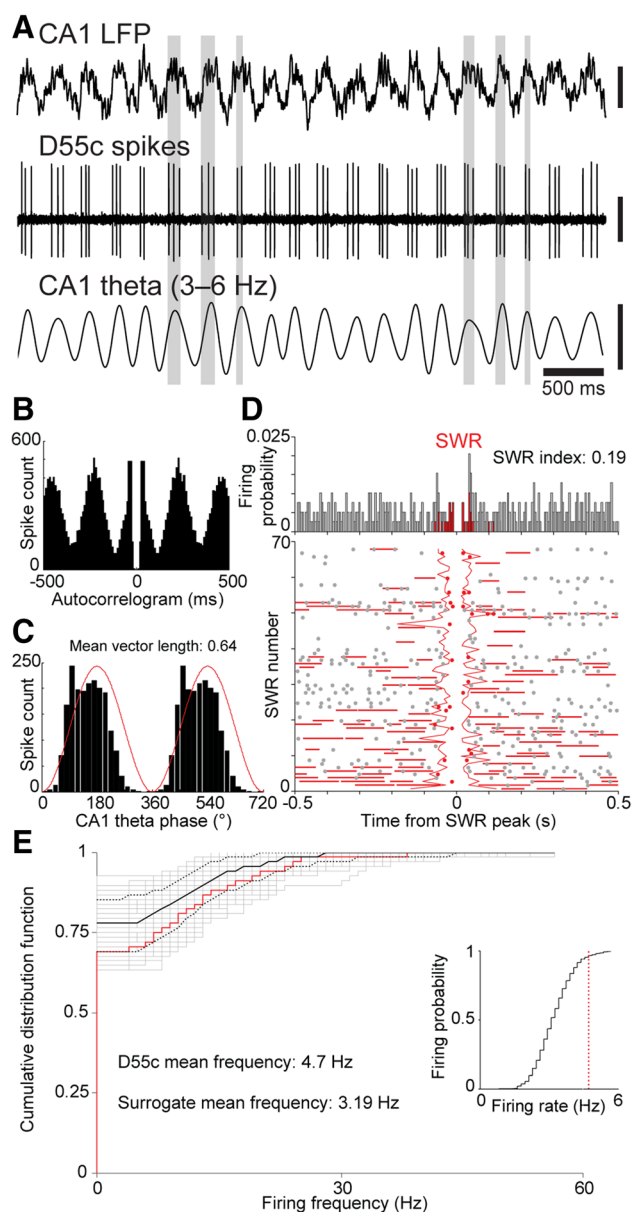 A
CA1 LFP
D55c spikes
CA1 theta (3–6 Hz)
500 ms
B
600
Spike count
0
-500 0 500
Autocorrelogram (ms)
C
Mean vector length: 0.64
250
Spike count
0
0 180 360 540 720
CA1 theta phase (°)
D
0.025
SWR
SWR index: 0.19
Firing
probability
0
70
SWR number
0
-0.5 0 0.5
Time from SWR peak (s)
E
1
0.75
Cumulative distribution function
0.5
0.25
0
D55c mean frequency: 4.7 Hz
Surrogate mean frequency: 3.19 Hz
0 30 60
Firing frequency (Hz)
1
Firing probability
0.5
0
0 6
Firing rate (Hz)